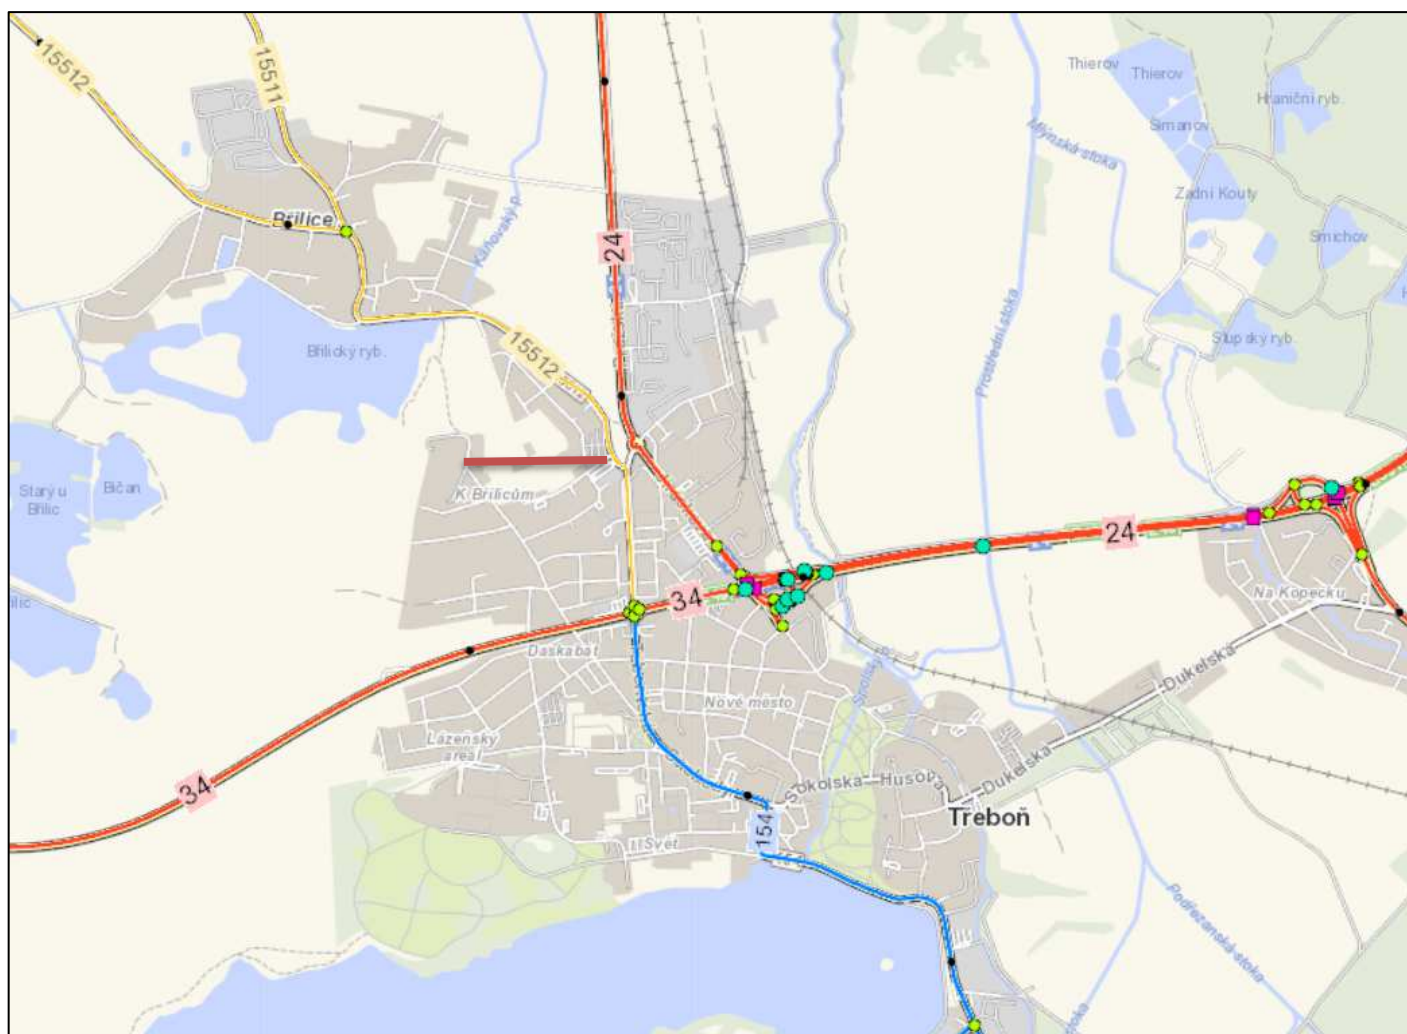 15512
15511
24
Thierov
Thierov
Hraniční ryb.
Šimanov
Mlýnská stoka
Zadní Kouty
Smíchov
Břilice
Káňovský p.
Prostřední stoka
Stupský ryb.
Břilický ryb.
15512
Starý u
Břilic
Bičan
K Břilicům
24
34
Na Kopečku
Daskabát
Dukelská
Spolský
Nové město
Lázeňský
areál
34
Dukelská
Sokolská
Husova
Třeboň
154
Svět
Podřezanská stoka